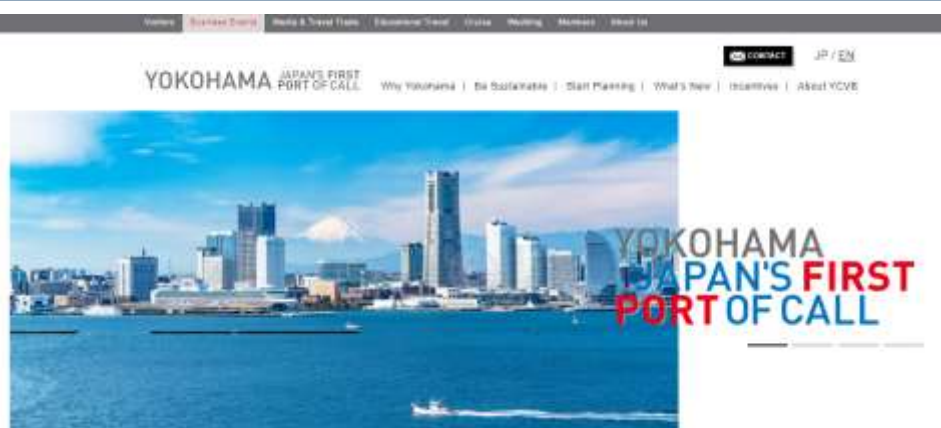 Visitors Business Events Media & Travel Trade Educational Travel Cruise Wedding Members About Us
CONTACT JP / EN
YOKOHAMA JAPAN'S FIRST
PORT OF CALL
Why Yokohama | Be Sustainable | Start Planning | What's New | Incentives | About YCVB
YOKOHAMA
JAPAN'S FIRST
PORT OF CALL